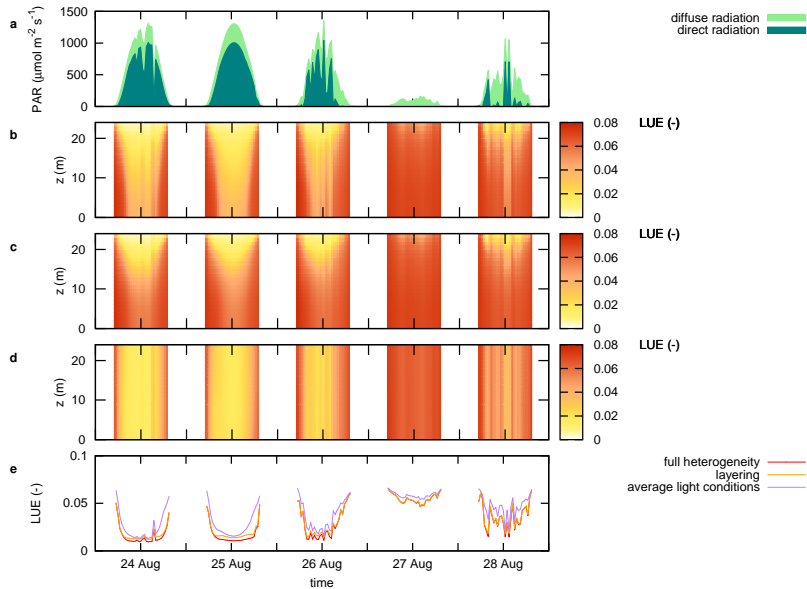 a
PAR (μmol m⁻² s⁻¹)
1500
1000
500
0
diffuse radiation
direct radiation
b
z (m)
20
10
0
0.08
0.06
0.04
0.02
0
LUE (-)
c
z (m)
20
10
0
0.08
0.06
0.04
0.02
0
LUE (-)
d
z (m)
20
10
0
0.08
0.06
0.04
0.02
0
LUE (-)
e
LUE (-)
0.1
0.05
0
full heterogeneity
layering
average light conditions
24 Aug 25 Aug 26 Aug 27 Aug 28 Aug
time